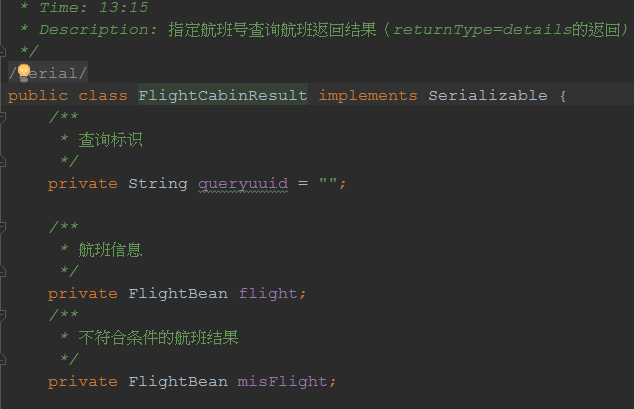 * Time: 13:15
* Description: 指定航班号查询航班返回结果（returnType=details的返回)
*/
/ erial/
public class FlightCabinResult implements Serializable {
/**
* 查询标识
*/
private String queryuuid = "";
/**
* 航班信息
*/
private FlightBean flight;
/**
* 不符合条件的航班结果
*/
private FlightBean misFlight;